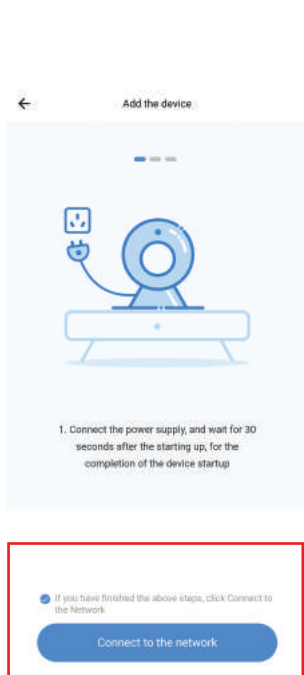 Add the device
1. Connect the power supply, and wait for 30
seconds after the starting up, for the
completion of the device startup
If you have finished the above steps, click Connect to
the Network
Connect to the network